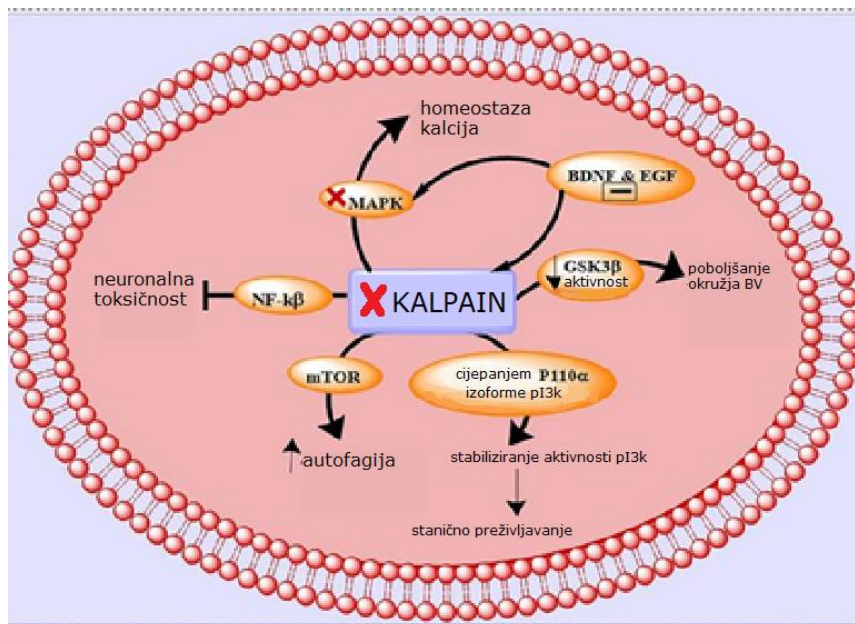 homeostaza
kalcija
BDNF & EGF
MAPK
GSK3β
aktivnost
poboljšanje
okružja BV
neuronalna
toksičnost
NF-kβ
KALPAIN
mTOR
cijepanjem P110α
izoforme pI3k
autofagija
stabiliziranje aktivnosti pI3k
stanično preživljavanje